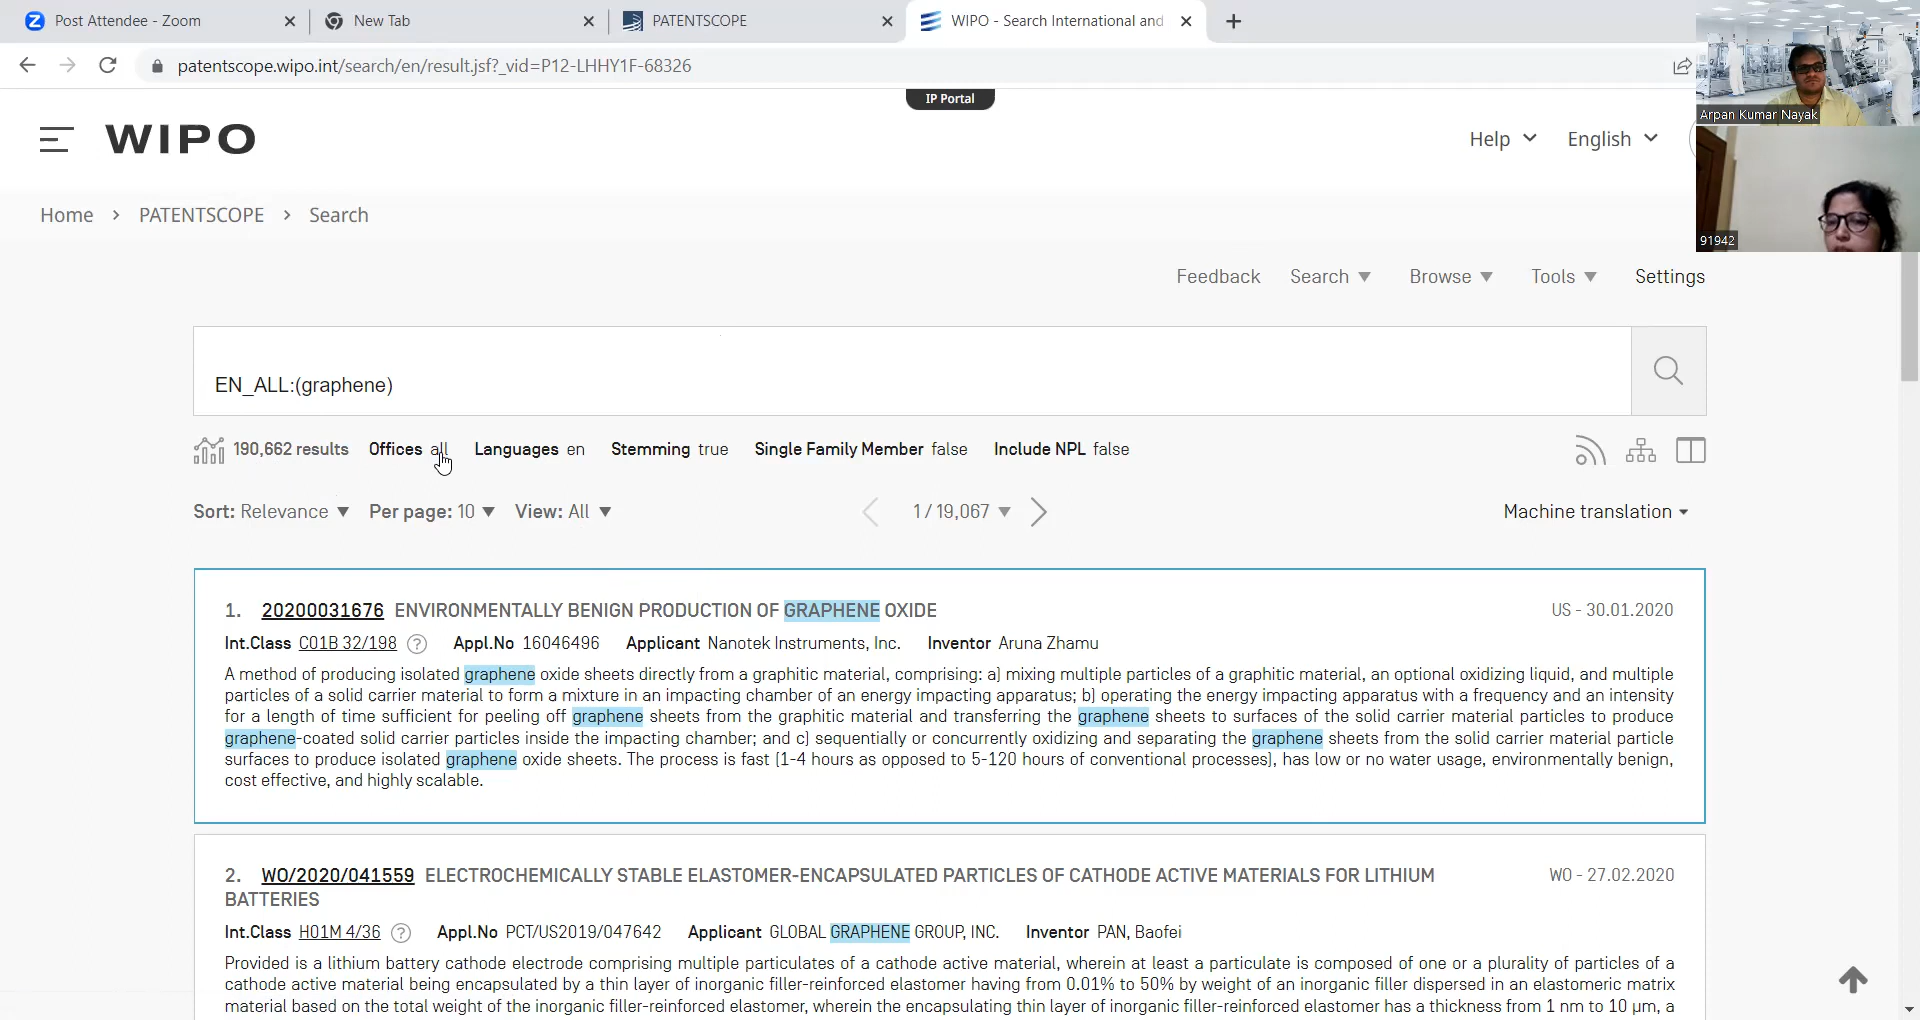 Post Attendee - Zoom
New Tab
PATENTSCOPE
WIPO - Search International and
patentscope.wipo.int/search/en/result.jsf?_vid=P12-LHHY1F-68326
IP Portal
WIPO
Help
English
Arpan Kumar Nayak
91942
Home > PATENTSCOPE > Search
Feedback Search Browse Tools Settings
EN_ALL:(graphene)
190,662 results Offices all Languages en Stemming true Single Family Member false Include NPL false
Sort: Relevance Per page: 10 View: All 1 / 19,067 Machine translation
1. 20200031676 ENVIRONMENTALLY BENIGN PRODUCTION OF GRAPHENE OXIDE US - 30.01.2020
Int.Class C01B 32/198 ? Appl.No 16046496 Applicant Nanotek Instruments, Inc. Inventor Aruna Zhamu
A method of producing isolated graphene oxide sheets directly from a graphitic material, comprising: a) mixing multiple particles of a graphitic material, an optional oxidizing liquid, and multiple
particles of a solid carrier material to form a mixture in an impacting chamber of an energy impacting apparatus; b) operating the energy impacting apparatus with a frequency and an intensity
for a length of time sufficient for peeling off graphene sheets from the graphitic material and transferring the graphene sheets to surfaces of the solid carrier material particles to produce
graphene-coated solid carrier particles inside the impacting chamber; and c) sequentially or concurrently oxidizing and separating the graphene sheets from the solid carrier material particle
surfaces to produce isolated graphene oxide sheets. The process is fast (1-4 hours as opposed to 5-120 hours of conventional processes), has low or no water usage, environmentally benign,
cost effective, and highly scalable.
2. WO/2020/041559 ELECTROCHEMICALLY STABLE ELASTOMER-ENCAPSULATED PARTICLES OF CATHODE ACTIVE MATERIALS FOR LITHIUM WO - 27.02.2020
BATTERIES
Int.Class H01M 4/36 ? Appl.No PCT/US2019/047642 Applicant GLOBAL GRAPHENE GROUP, INC. Inventor PAN, Baofei
Provided is a lithium battery cathode electrode comprising multiple particulates of a cathode active material, wherein at least a particulate is composed of one or a plurality of particles of a
cathode active material being encapsulated by a thin layer of inorganic filler-reinforced elastomer having from 0.01% to 50% by weight of an inorganic filler dispersed in an elastomeric matrix
material based on the total weight of the inorganic filler-reinforced elastomer, wherein the encapsulating thin layer of inorganic filler-reinforced elastomer has a thickness from 1 nm to 10 μm, a